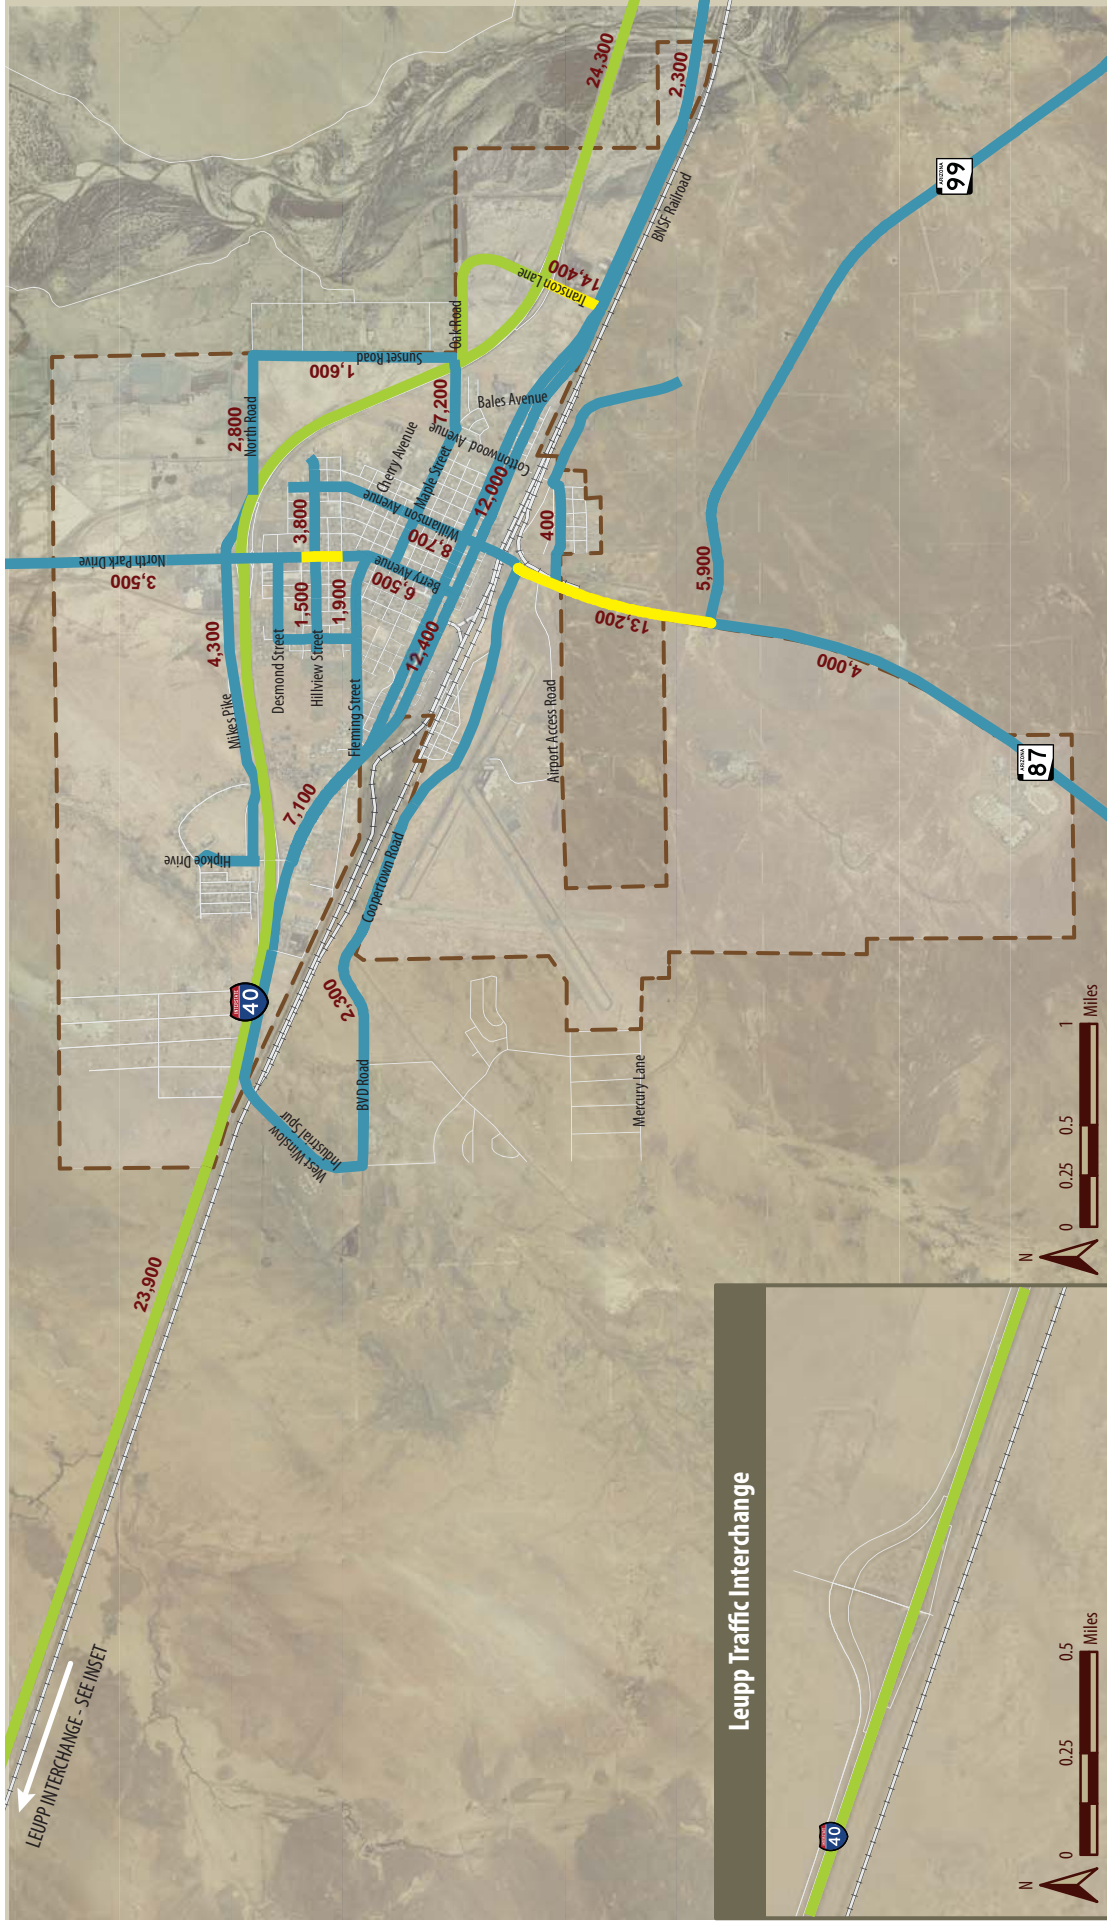 LEUPP INTERCHANGE - SEE INSET
23,900
INTERSTATE
40
West Winslow
Industrial Spur
BVD Road
2,300
Coopertown Road
Hipkoe Drive
7,100
Mikes Pike
4,300
North Park Drive
3,500
Desmond Street
1,500
Hillview Street
1,900
Fleming Street
3,800
12,400
Berry Avenue
6,500
Williamson Avenue
8,700
Maple Street
Cherry Avenue
Cottonwood Avenue
12,000
Bales Avenue
7,200
2,800
North Road
1,600
Sunset Road
Oak Road
Transcon Lane
14,400
24,300
2,300
BNSF Railroad
400
Airport Access Road
13,200
5,900
4,000
ARIZONA
99
ARIZONA
87
Mercury Lane
N
0 0.25 0.5 1
Miles
Leupp Traffic Interchange
40
N
0 0.25 0.5
Miles